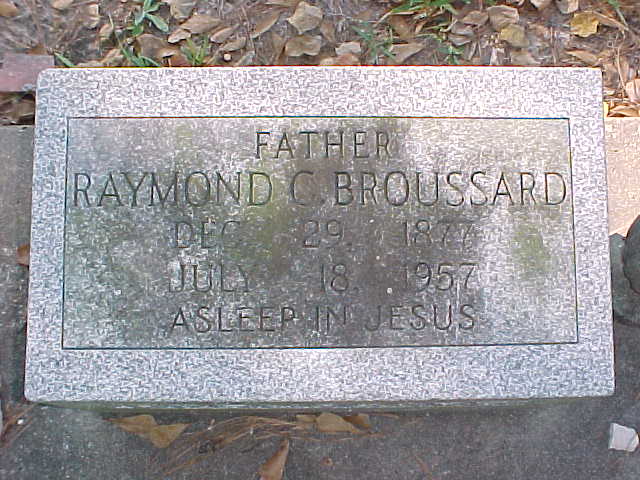 FATHER
RAYMOND C. BROUSSARD
DEC. 29, 1877
JULY 18, 1957
ASLEEP IN JESUS